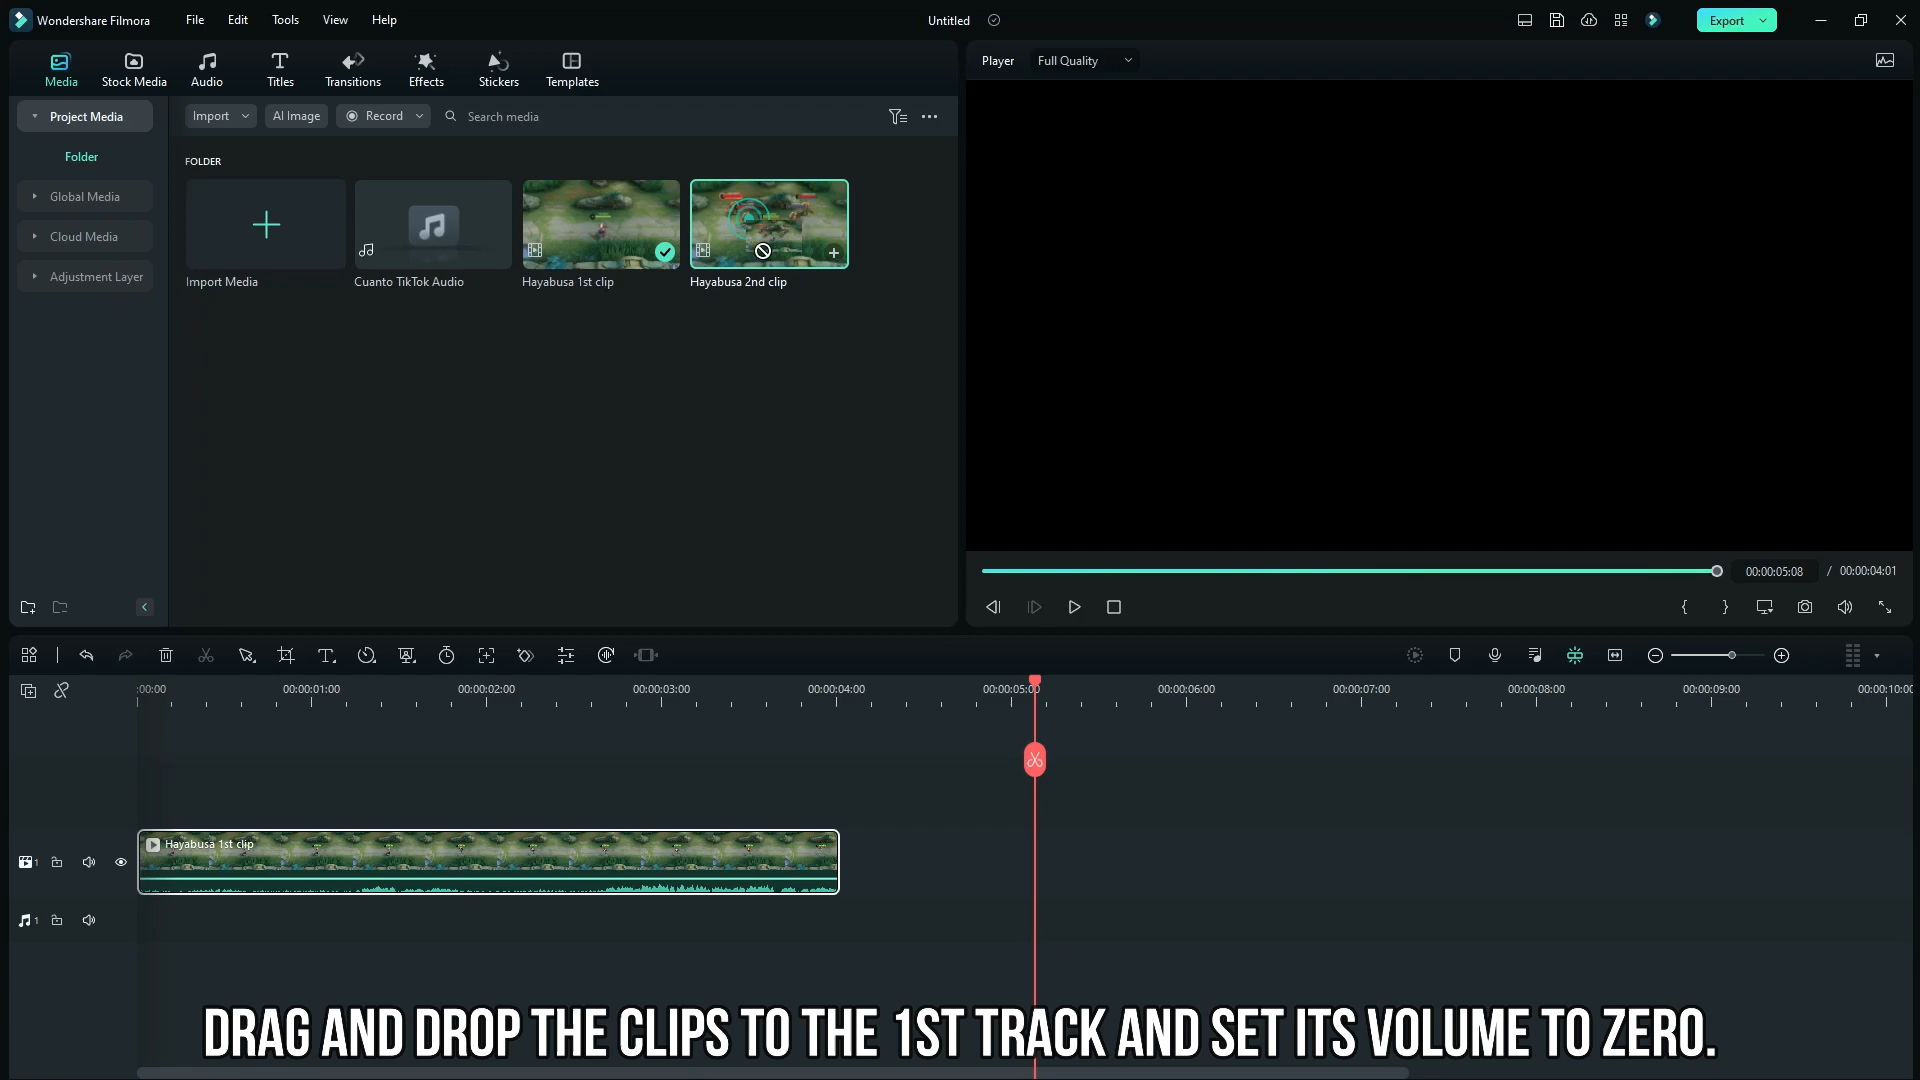 Wondershare Filmora
File
Edit
Tools
View
Help
Untitled
Export
Media
Stock Media
Audio
Titles
Transitions
Effects
Stickers
Templates
Player
Full Quality
Project Media
Folder
Global Media
Cloud Media
Adjustment Layer
Import
AI Image
Record
Search media
FOLDER
Import Media
Cuanto TikTok Audio
Hayabusa 1st clip
Hayabusa 2nd clip
00:00:05:08 / 00:00:04:01
:00:00
00:00:01:00
00:00:02:00
00:00:03:00
00:00:04:00
00:00:05:00
00:00:06:00
00:00:07:00
00:00:08:00
00:00:09:00
00:00:10:00
Hayabusa 1st clip
1
1
DRAG AND DROP THE CLIPS TO THE 1ST TRACK AND SET ITS VOLUME TO ZERO.